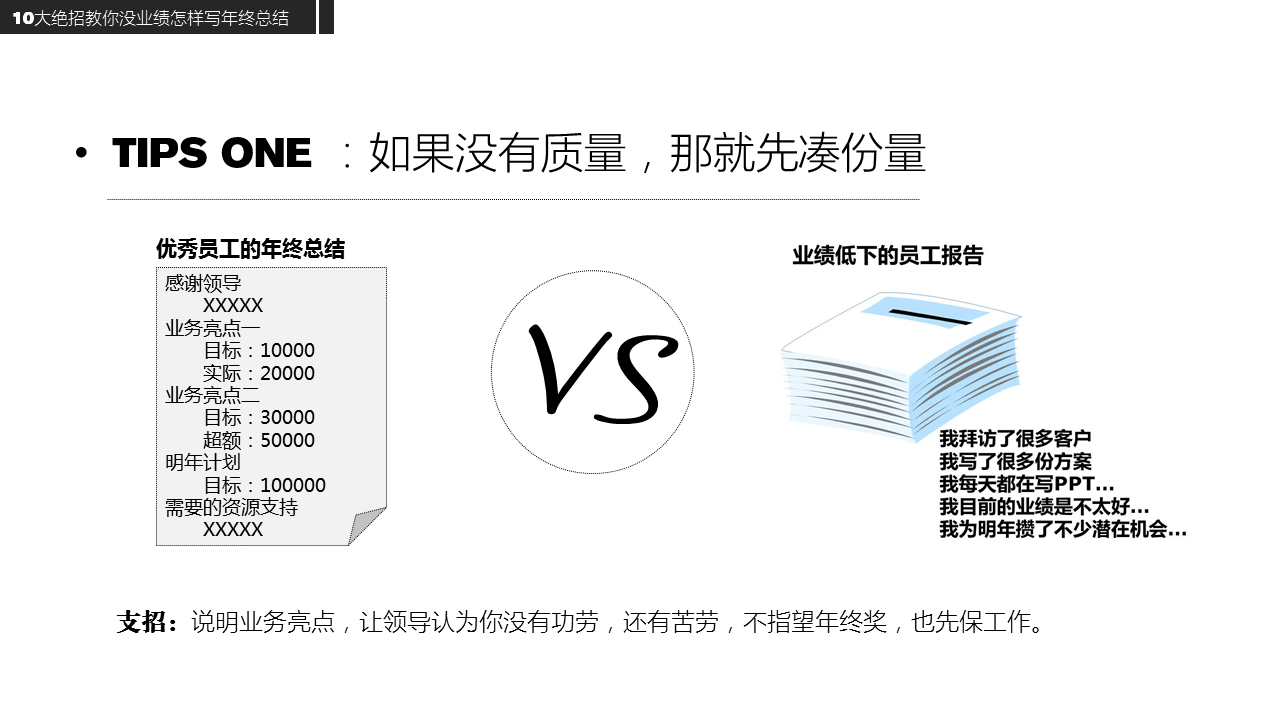 10大绝招教你没业绩怎样写年终总结
• TIPS ONE ：如果没有质量，那就先凑份量
优秀员工的年终总结
感谢领导
XXXXX
业务亮点一
目标：10000
实际：20000
业务亮点二
目标：30000
超额：50000
明年计划
目标：100000
需要的资源支持
XXXXX
VS
业绩低下的员工报告
我拜访了很多客户
我写了很多份方案
我每天都在写PPT...
我目前的业绩是不太好...
我为明年攒了不少潜在机会...
支招：说明业务亮点，让领导认为你没有功劳，还有苦劳，不指望年终奖，也先保工作。